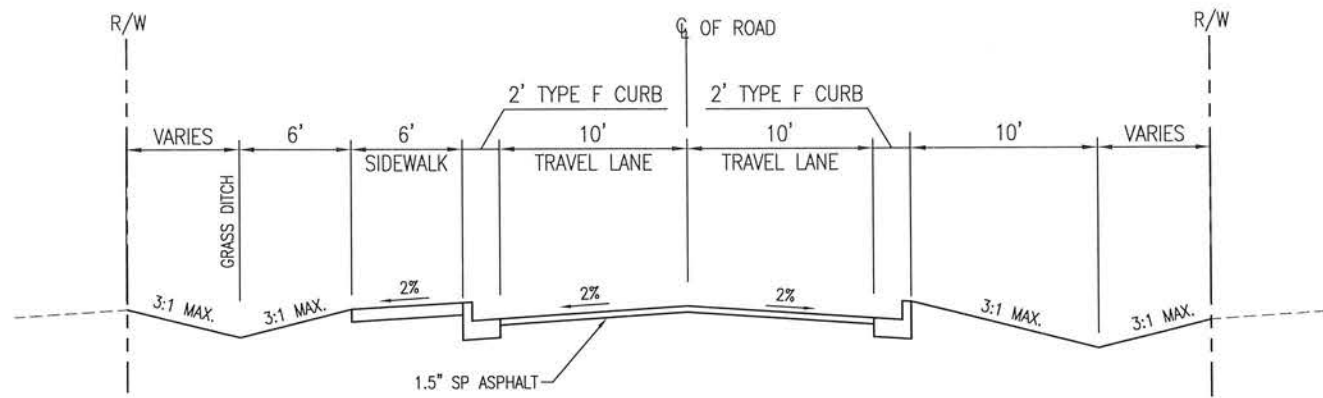 R/W
℄ OF ROAD
R/W
2' TYPE F CURB
2' TYPE F CURB
VARIES
6'
6'
10'
10'
10'
VARIES
SIDEWALK
TRAVEL LANE
TRAVEL LANE
GRASS DITCH
3:1 MAX.
3:1 MAX.
2%
2%
2%
3:1 MAX.
3:1 MAX.
1.5" SP ASPHALT